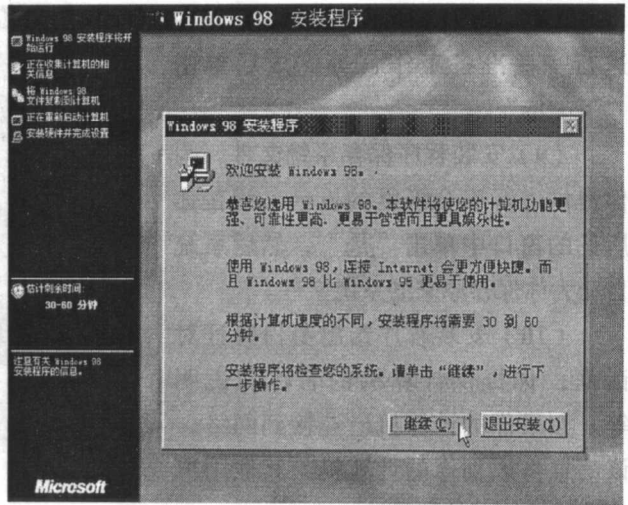 Windows 98 安装程序
Windows 98 安装程序将开
始运行
正在收集计算机的相
关信息
将 Windows 98
文件复制到计算机
正在重新启动计算机
安装硬件并完成设置
估计剩余时间:
30-60 分钟
注意有关 Windows 98
安装程序的信息。
Microsoft
Windows 98 安装程序
欢迎安装 Windows 98。
恭喜您选用 Windows 98。本软件将使您的计算机功能更
强、可靠性更高、更易于管理而且更具娱乐性。
使用 Windows 98,连接 Internet 会更方便快捷。而
且 Windows 98 比 Windows 95 更易于使用。
根据计算机速度的不同,安装程序将需要 30 到 60
分钟。
安装程序将检查您的系统。请单击“继续”,进行下
一步操作。
继续(C)
退出安装(X)